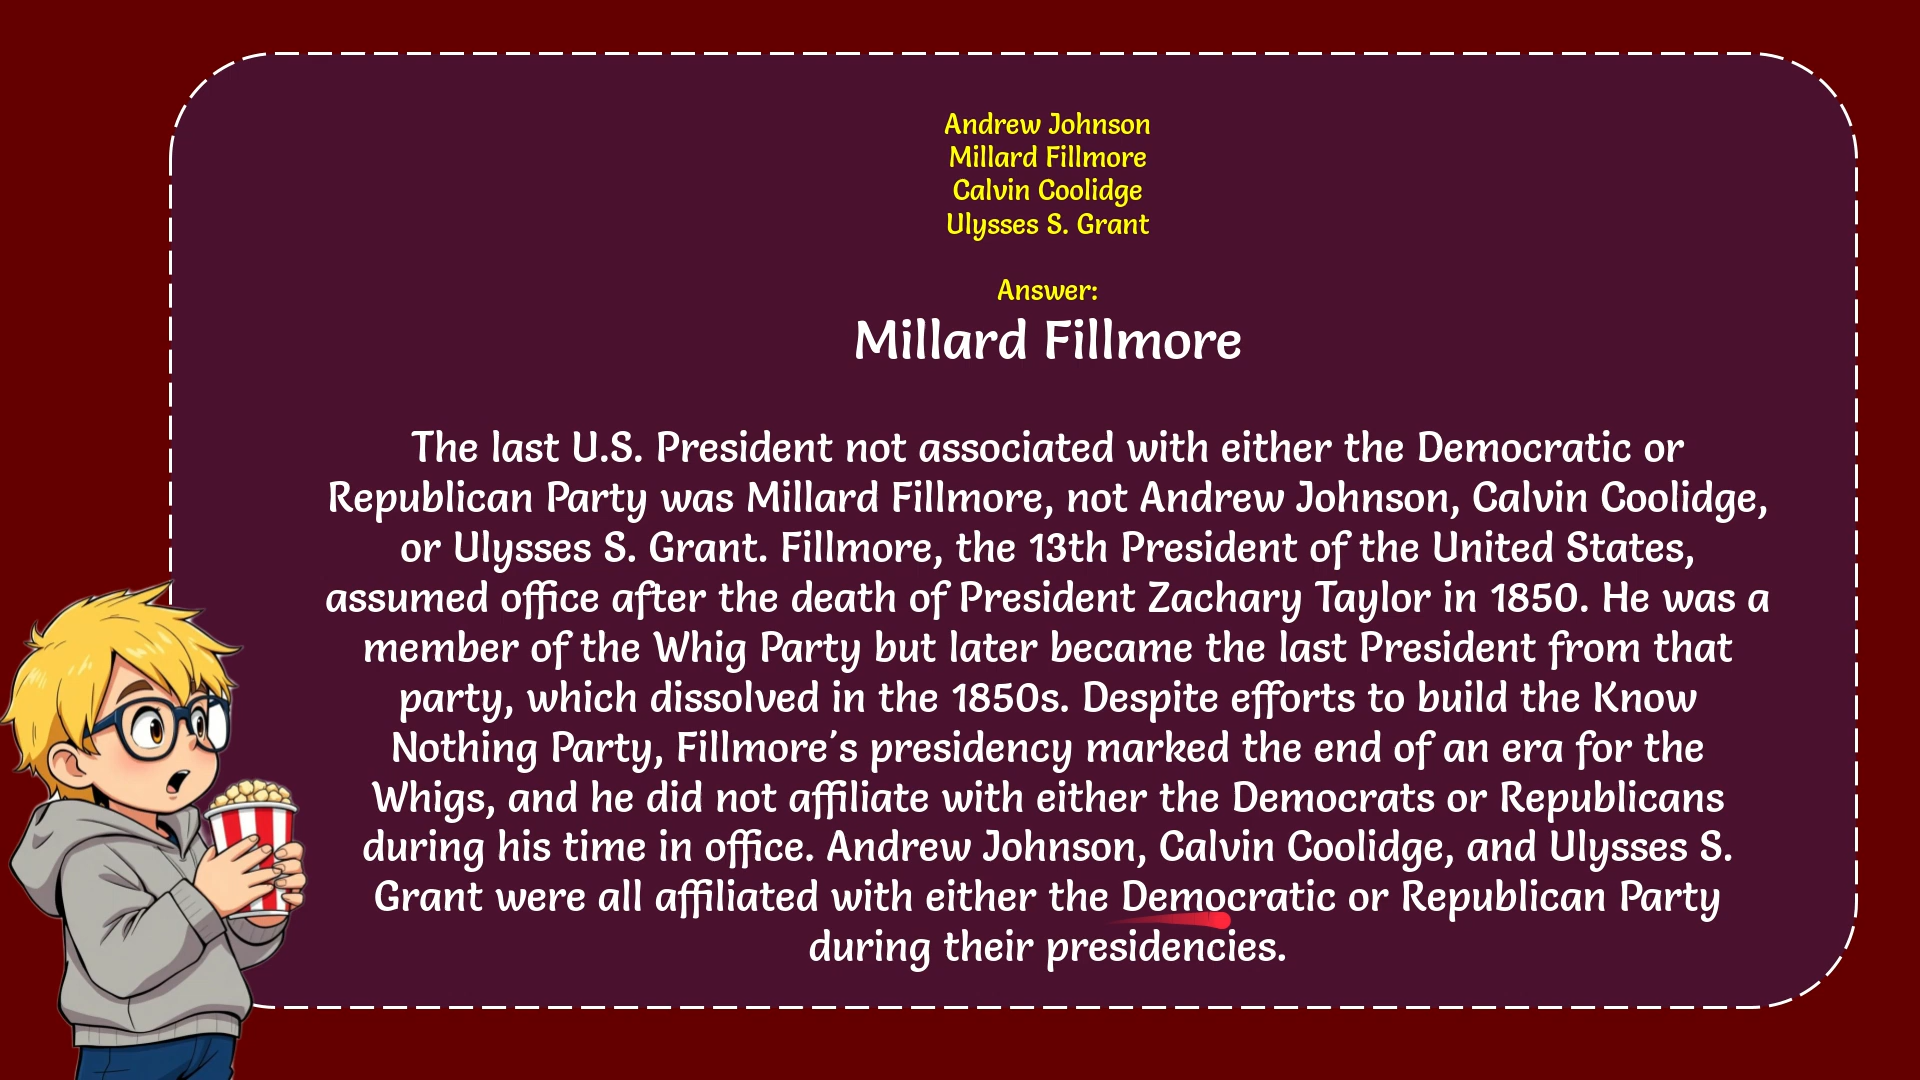 Andrew Johnson
Millard Fillmore
Calvin Coolidge
Ulysses S. Grant
Answer:
Millard Fillmore
The last U.S. President not associated with either the Democratic or
Republican Party was Millard Fillmore, not Andrew Johnson, Calvin Coolidge,
or Ulysses S. Grant. Fillmore, the 13th President of the United States,
assumed office after the death of President Zachary Taylor in 1850. He was a
member of the Whig Party but later became the last President from that
party, which dissolved in the 1850s. Despite efforts to build the Know
Nothing Party, Fillmore's presidency marked the end of an era for the
Whigs, and he did not affiliate with either the Democrats or Republicans
during his time in office. Andrew Johnson, Calvin Coolidge, and Ulysses S.
Grant were all affiliated with either the Democratic or Republican Party
during their presidencies.